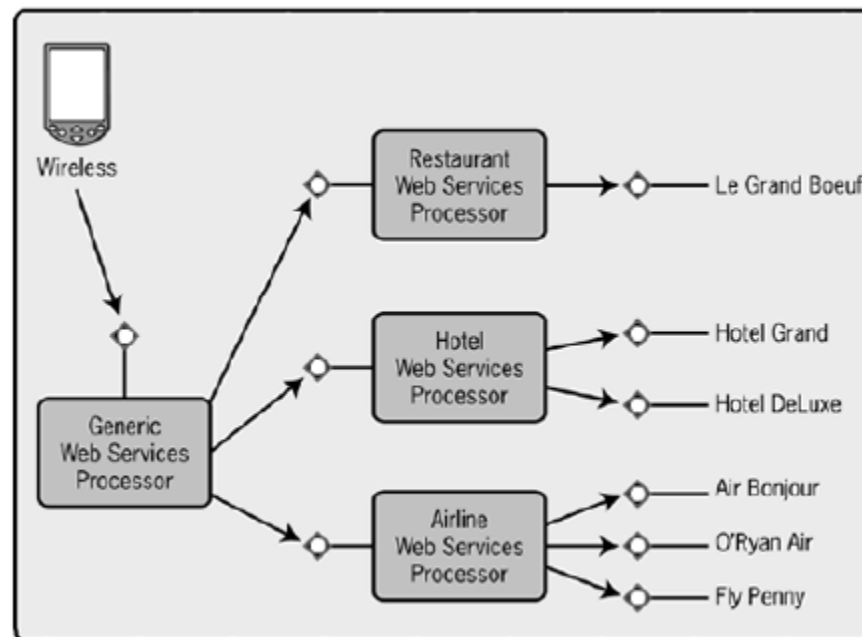 Wireless
Restaurant
Web Services
Processor
Le Grand Boeuf
Hotel
Web Services
Processor
Hotel Grand
Hotel DeLuxe
Generic
Web Services
Processor
Airline
Web Services
Processor
Air Bonjour
O'Ryan Air
Fly Penny